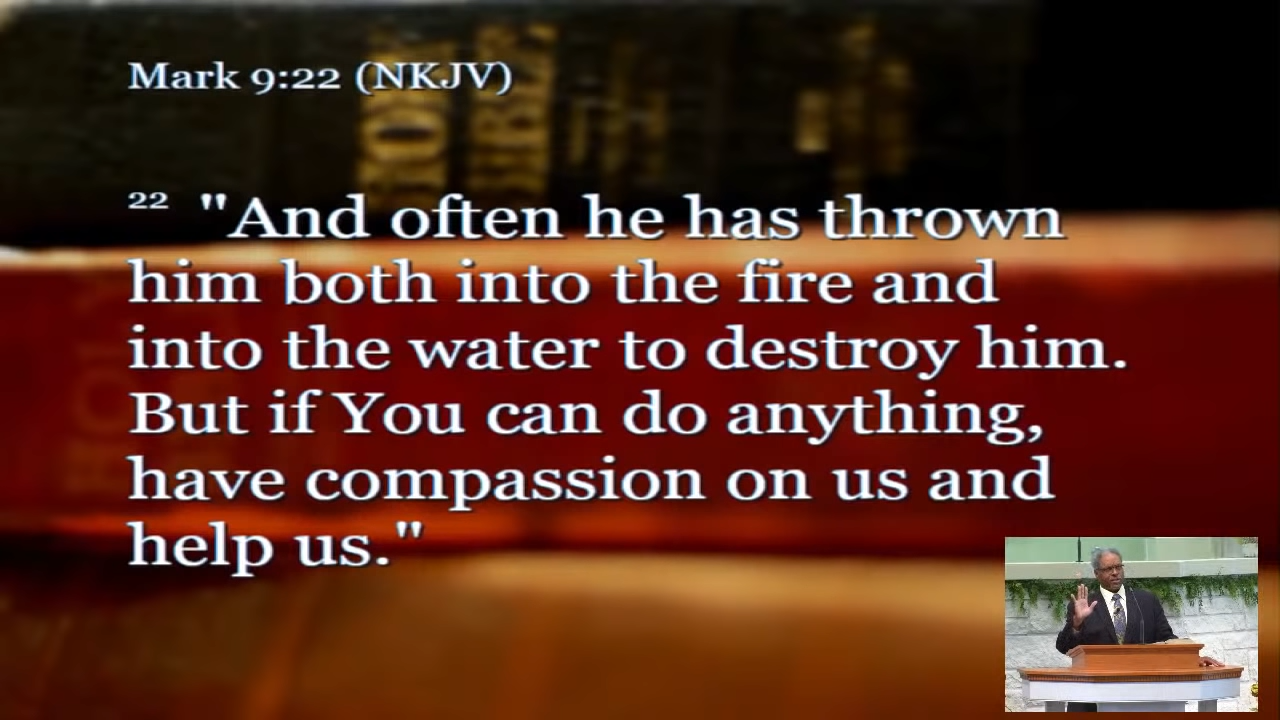 Mark 9:22 (NKJV)
22 "And often he has thrown
him both into the fire and
into the water to destroy him.
But if You can do anything,
have compassion on us and
help us."